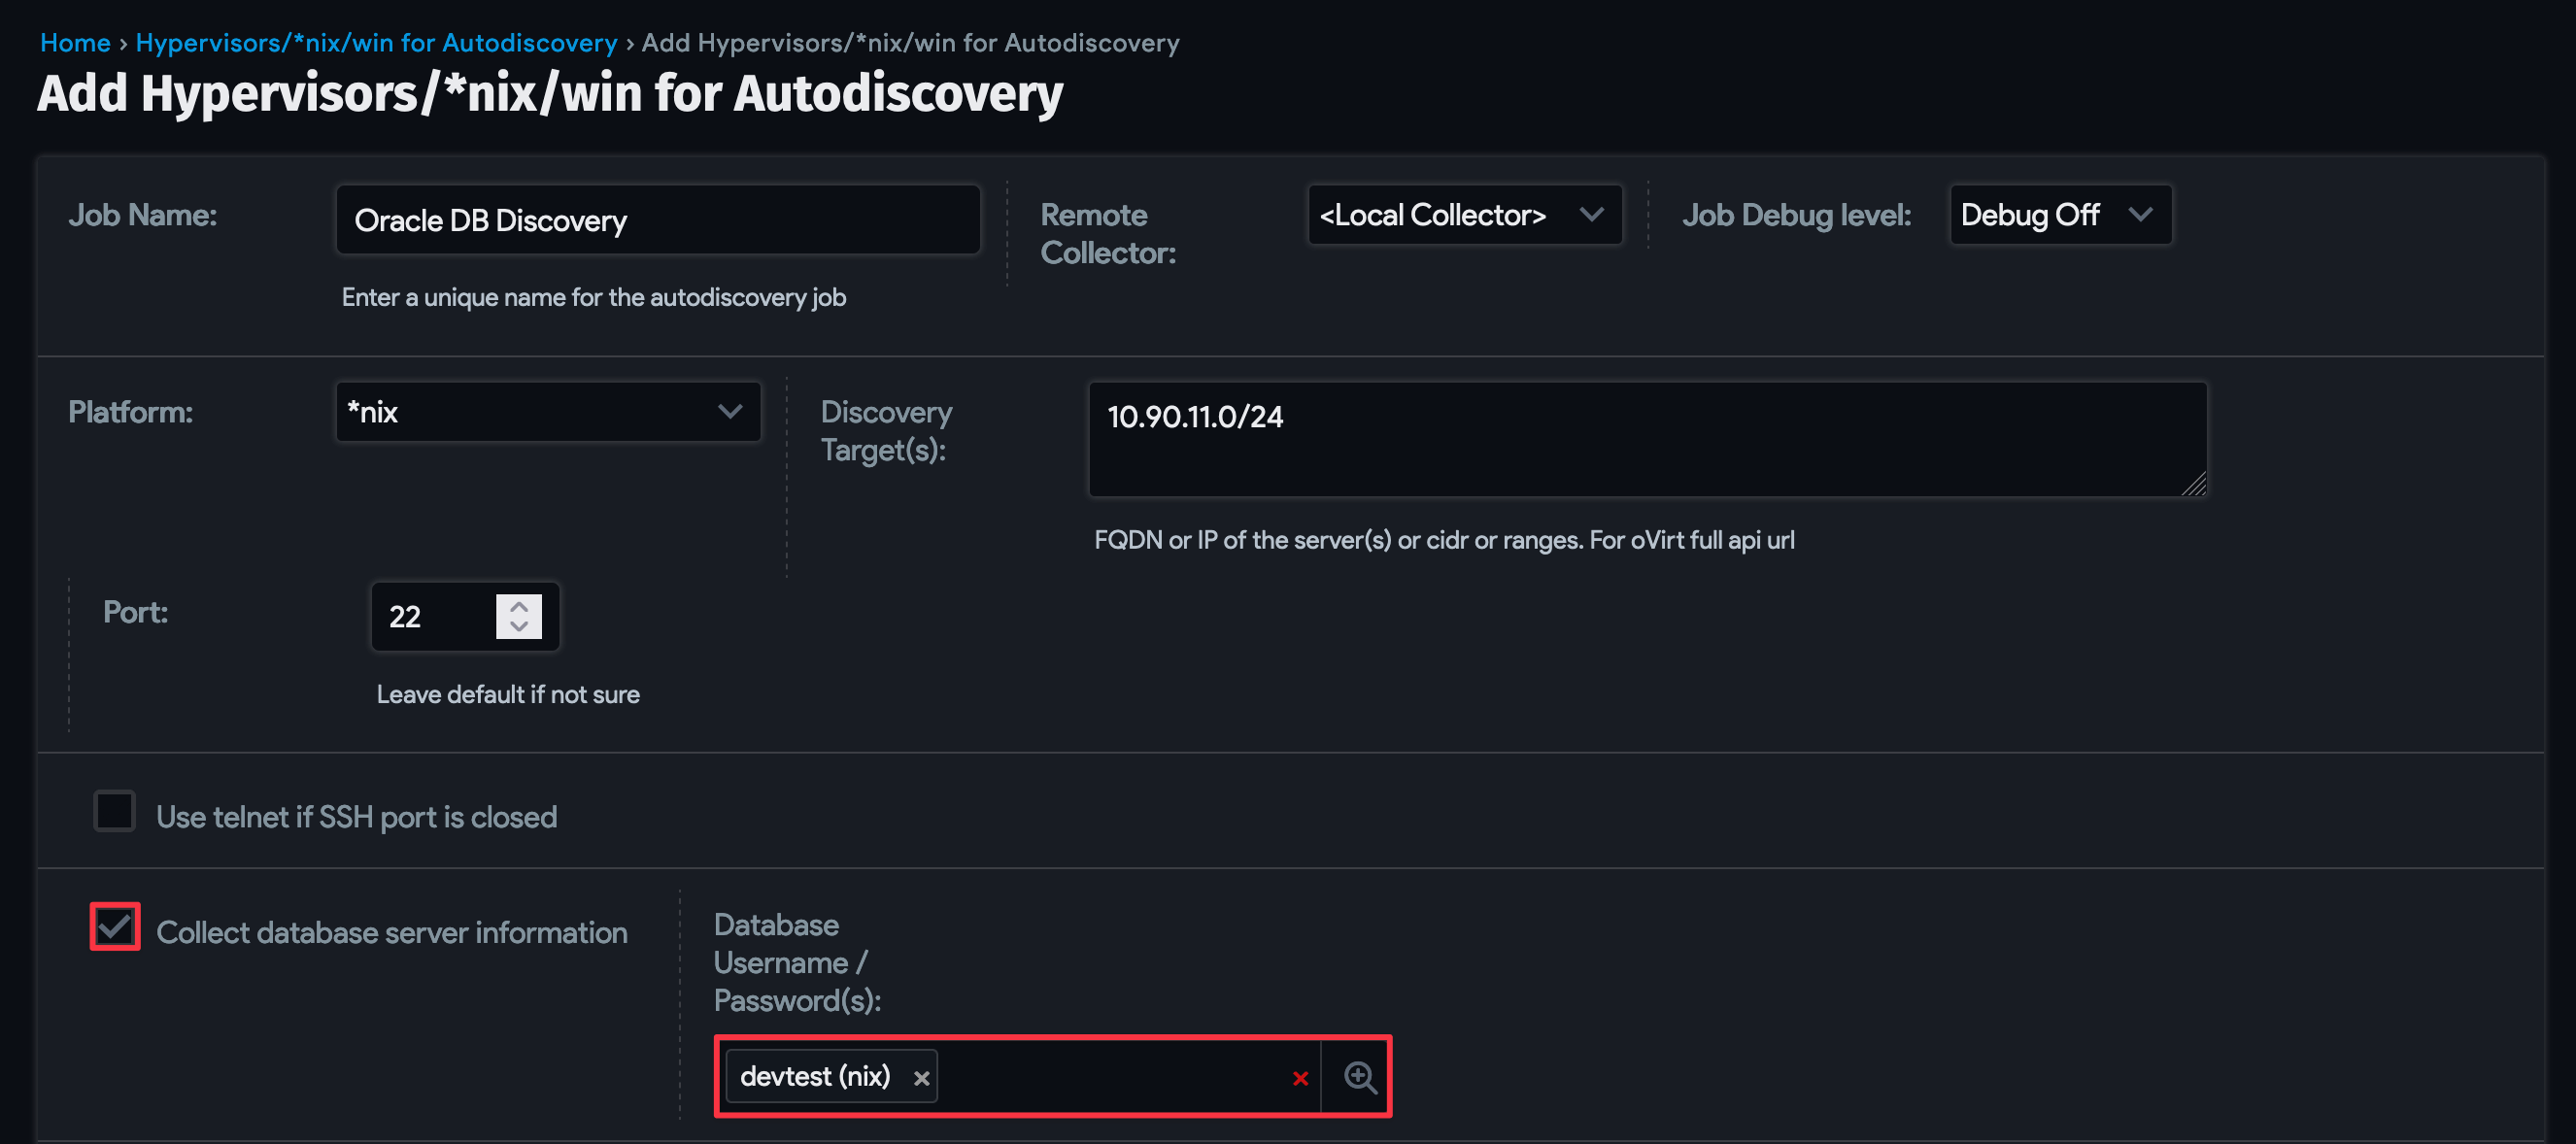 Home › Hypervisors/*nix/win for Autodiscovery › Add Hypervisors/*nix/win for Autodiscovery
Add Hypervisors/*nix/win for Autodiscovery
Job Name:
Oracle DB Discovery
Enter a unique name for the autodiscovery job
Remote
Collector:
<Local Collector>
Job Debug level:
Debug Off
Platform:
*nix
Discovery
Target(s):
10.90.11.0/24
FQDN or IP of the server(s) or cidr or ranges. For oVirt full api url
Port:
22
Leave default if not sure
Use telnet if SSH port is closed
Collect database server information
Database
Username /
Password(s):
devtest (nix)